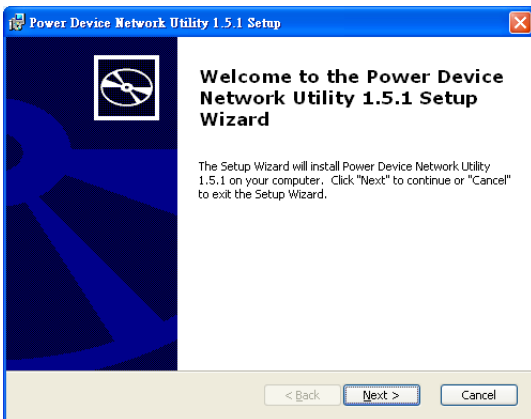 Power Device Network Utility 1.5.1 Setup
Welcome to the Power Device
Network Utility 1.5.1 Setup
Wizard
The Setup Wizard will install Power Device Network Utility
1.5.1 on your computer. Click "Next" to continue or "Cancel"
to exit the Setup Wizard.
< Back Next > Cancel